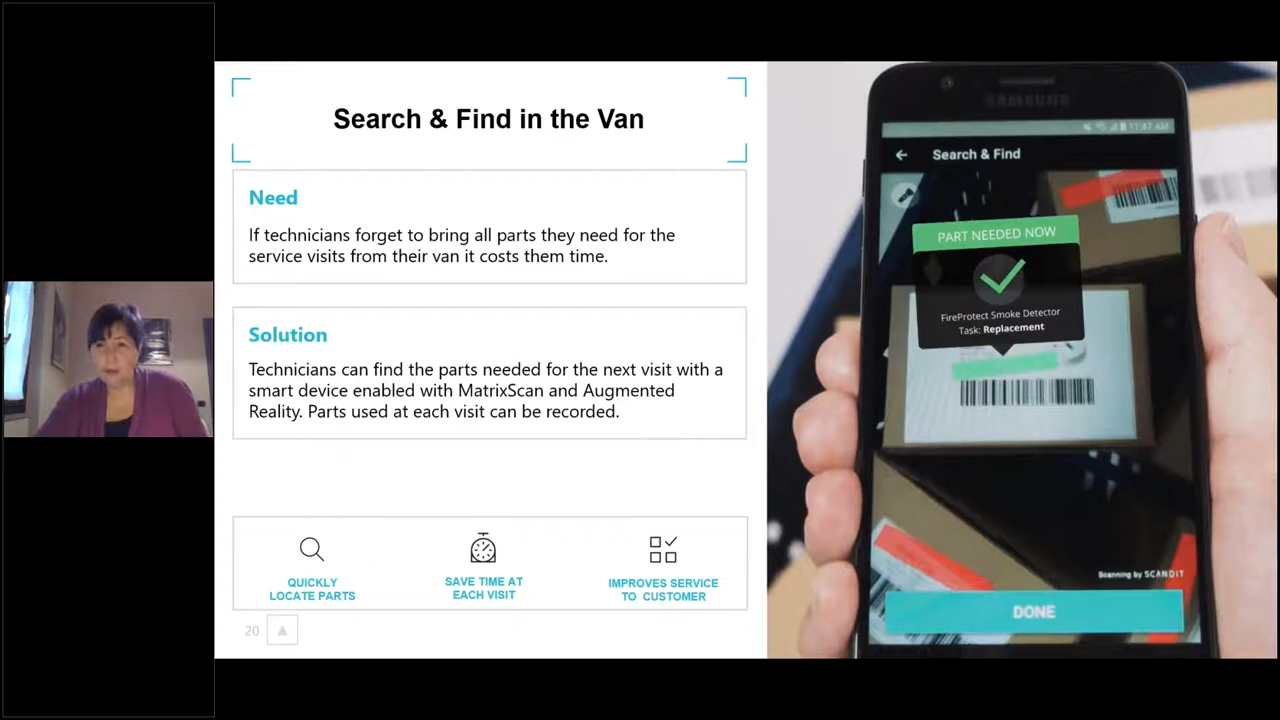 Search & Find in the Van
Need
If technicians forget to bring all parts they need for the
service visits from their van it costs them time.
Solution
Technicians can find the parts needed for the next visit with a
smart device enabled with MatrixScan and Augmented
Reality. Parts used at each visit can be recorded.
QUICKLY
LOCATE PARTS
SAVE TIME AT
EACH VISIT
IMPROVES SERVICE
TO CUSTOMER
20
SAMSUNG
11:47 AM
Search & Find
PART NEEDED NOW
FireProtect Smoke Detector
Task: Replacement
Scanning by SCANDIT
DONE